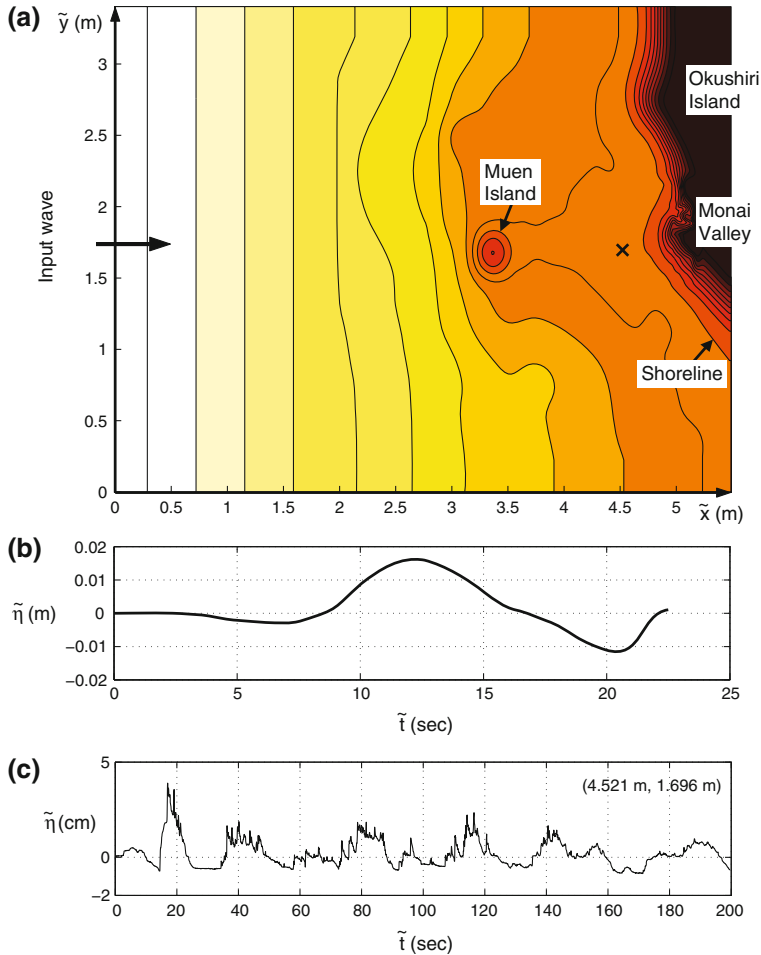 (a)
ỹ (m)
3
2.5
2
1.5
1
0.5
0
Input wave
Okushiri
Island
Muen
Island
Monai
Valley
Shoreline
0 0.5 1 1.5 2 2.5 3 3.5 4 4.5 5 x̃ (m)
(b)
η̃ (m)
0.02
0.01
0
−0.01
−0.02
0 5 10 15 20 25
t̃ (sec)
(c)
η̃ (cm)
5
0
−2
(4.521 m, 1.696 m)
0 20 40 60 80 100 120 140 160 180 200
t̃ (sec)